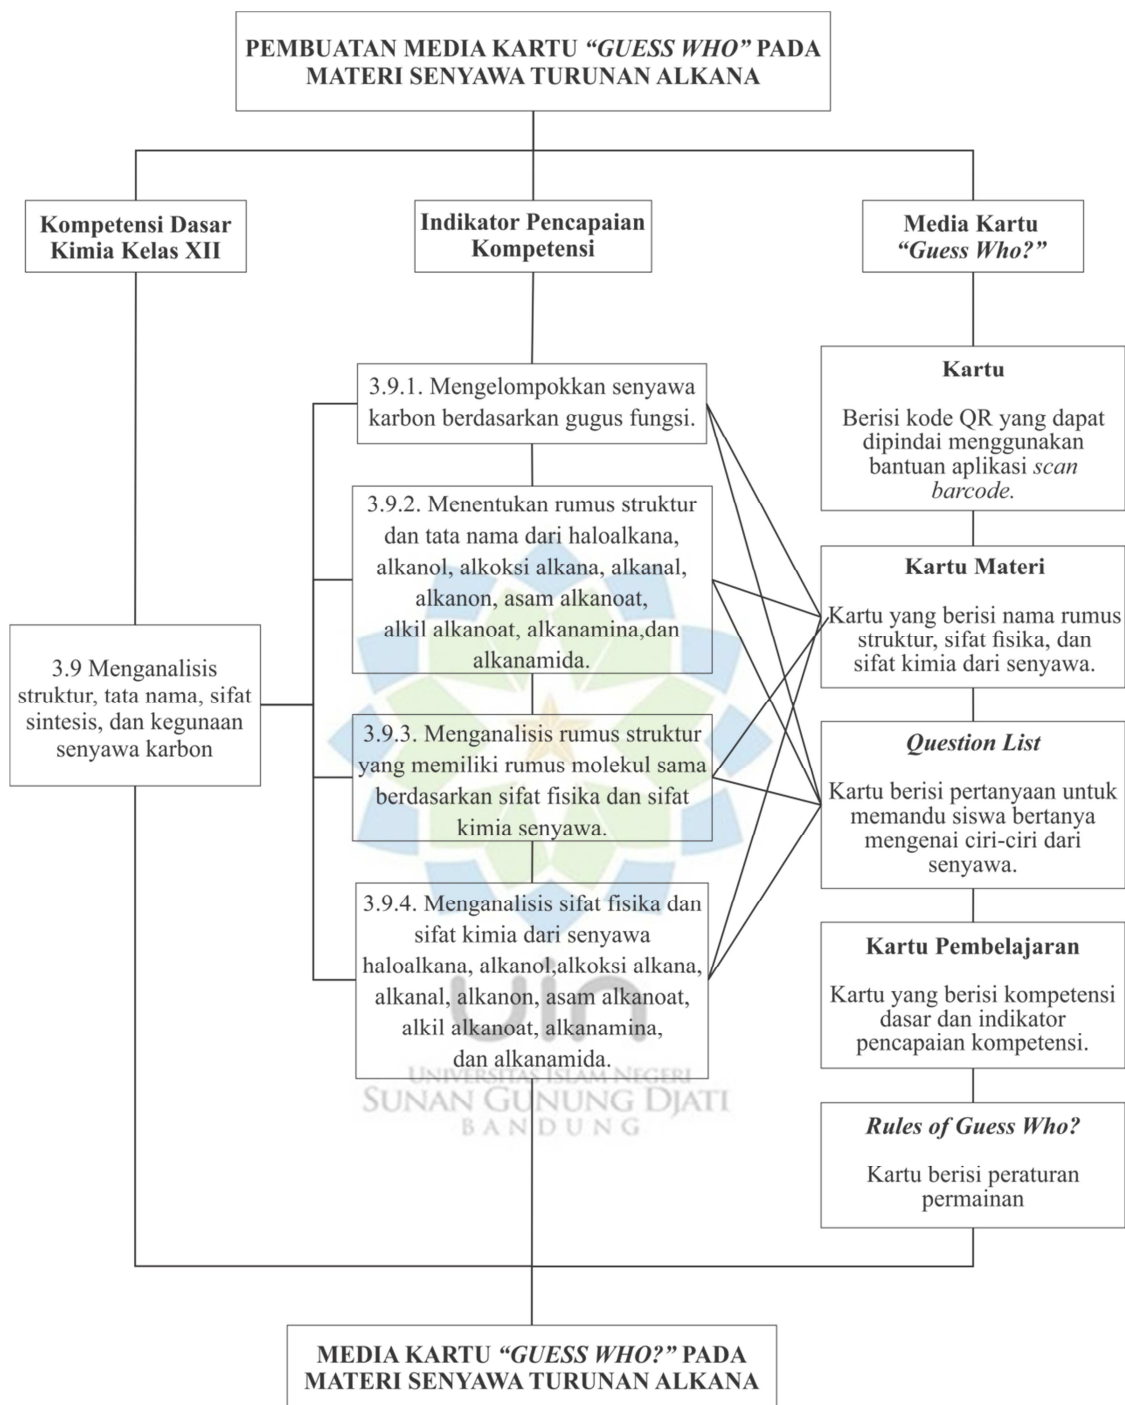 PEMBUATAN MEDIA KARTU “GUESS WHO” PADA
MATERI SENYAWA TURUNAN ALKANA
Kompetensi Dasar
Kimia Kelas XII
Indikator Pencapaian
Kompetensi
Media Kartu
“Guess Who?”
3.9 Menganalisis
struktur, tata nama, sifat
sintesis, dan kegunaan
senyawa karbon
3.9.1. Mengelompokkan senyawa
karbon berdasarkan gugus fungsi.
3.9.2. Menentukan rumus struktur
dan tata nama dari haloalkana,
alkanol, alkoksi alkana, alkanal,
alkanon, asam alkanoat,
alkil alkanoat, alkanamina,dan
alkanamida.
3.9.3. Menganalisis rumus struktur
yang memiliki rumus molekul sama
berdasarkan sifat fisika dan sifat
kimia senyawa.
3.9.4. Menganalisis sifat fisika dan
sifat kimia dari senyawa
haloalkana, alkanol,alkoksi alkana,
alkanal, alkanon, asam alkanoat,
alkil alkanoat, alkanamina,
dan alkanamida.
Kartu
Berisi kode QR yang dapat
dipindai menggunakan
bantuan aplikasi scan
barcode.
Kartu Materi
Kartu yang berisi nama rumus
struktur, sifat fisika, dan
sifat kimia dari senyawa.
Question List
Kartu berisi pertanyaan untuk
memandu siswa bertanya
mengenai ciri-ciri dari
senyawa.
Kartu Pembelajaran
Kartu yang berisi kompetensi
dasar dan indikator
pencapaian kompetensi.
Rules of Guess Who?
Kartu berisi peraturan
permainan
uin
UNIVERSITAS ISLAM NEGERI
SUNAN GUNUNG DJATI
BANDUNG
MEDIA KARTU “GUESS WHO?” PADA
MATERI SENYAWA TURUNAN ALKANA